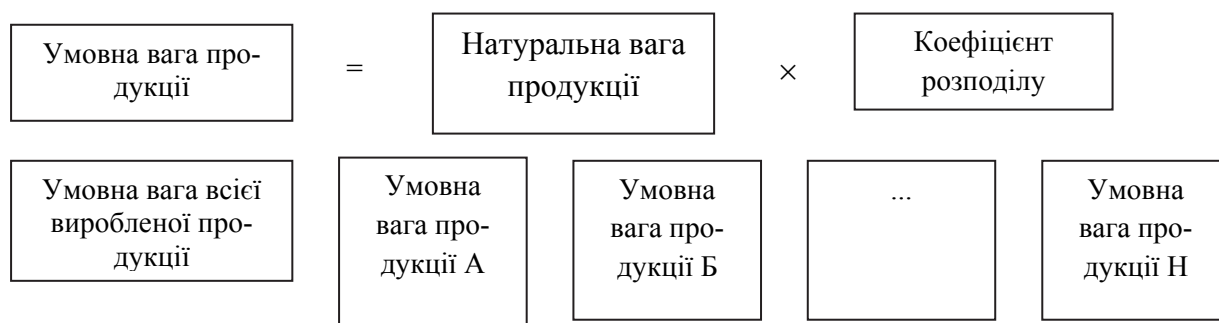 Умовна вага про-
дукції
=
Натуральна вага
продукції
×
Коефіцієнт
розподілу
Умовна вага всієї
виробленої про-
дукції
Умовна
вага про-
дукції А
Умовна
вага про-
дукції Б
...
Умовна
вага про-
дукції Н